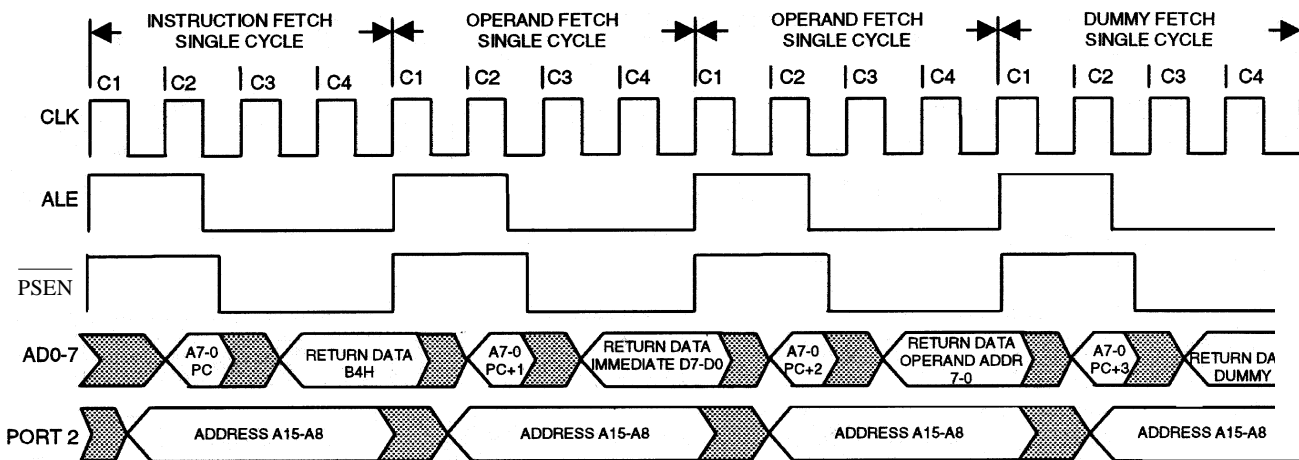 INSTRUCTION FETCH
SINGLE CYCLE
OPERAND FETCH
SINGLE CYCLE
OPERAND FETCH
SINGLE CYCLE
DUMMY FETCH
SINGLE CYCLE
C1 C2 C3 C4 C1 C2 C3 C4 C1 C2 C3 C4 C1 C2 C3 C4
CLK
ALE
PSEN
AD0-7
A7-0
PC
RETURN DATA
B4H
A7-0
PC+1
RETURN DATA
IMMEDIATE D7-D0
A7-0
PC+2
RETURN DATA
OPERAND ADDR
7-0
A7-0
PC+3
RETURN DA
DUMMY
PORT 2
ADDRESS A15-A8
ADDRESS A15-A8
ADDRESS A15-A8
ADDRESS A15-A8